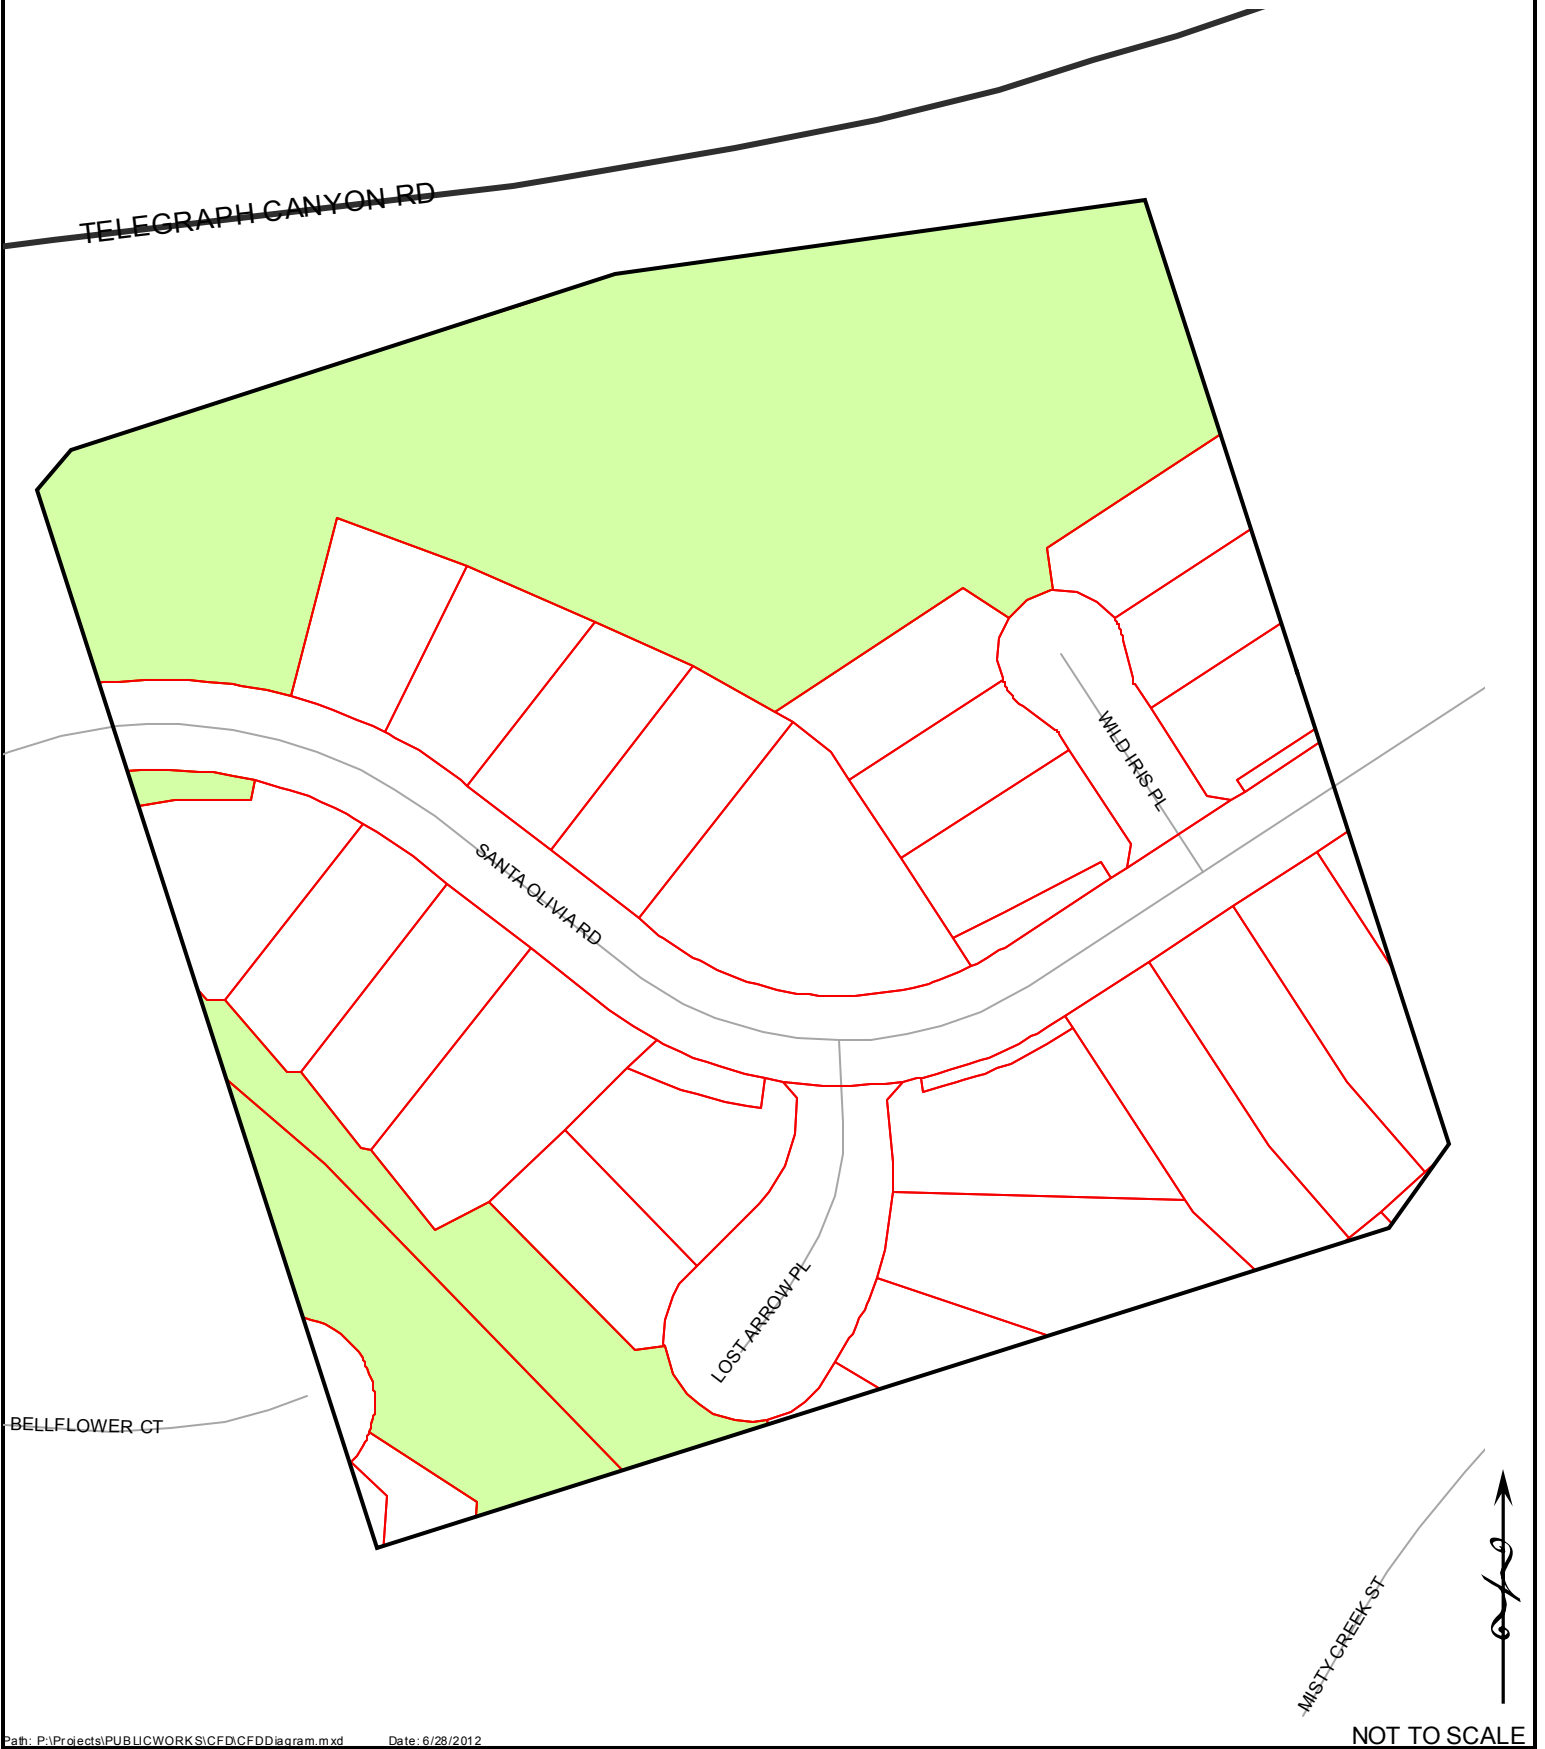 TELEGRAPH CANYON RD
WILD IRIS PL
SANTA OLIVIA RD
LOST ARROW PL
BELLFLOWER CT
MISTY CREEK ST
NOT TO SCALE
Path: P:\Projects\PUBLICWORKS\CFD\CFDDiagram.mxd Date: 6/28/2012